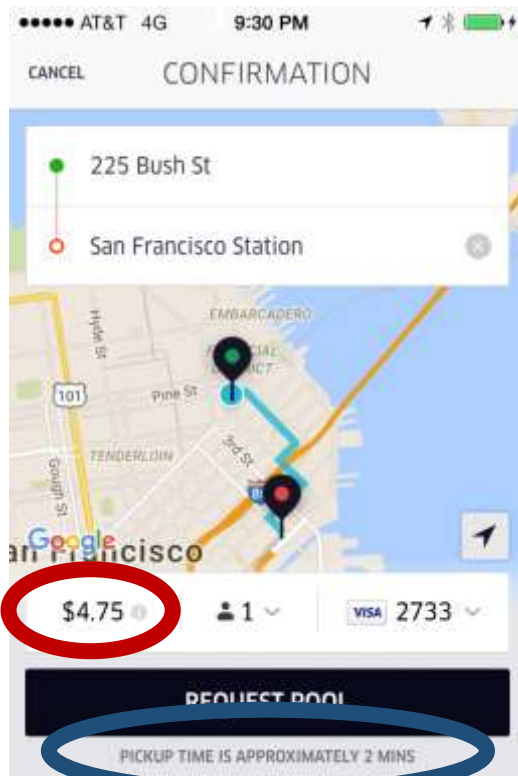 AT&T 4G 9:30 PM
CANCEL CONFIRMATION
225 Bush St
San Francisco Station
EMBARCADERO
Hyde St
101
Pine St
TENDERLOIN
3rd St
Gough St
Google
cisco
$4.75 1 VISA 2733
REQUEST POOL
PICKUP TIME IS APPROXIMATELY 2 MINS